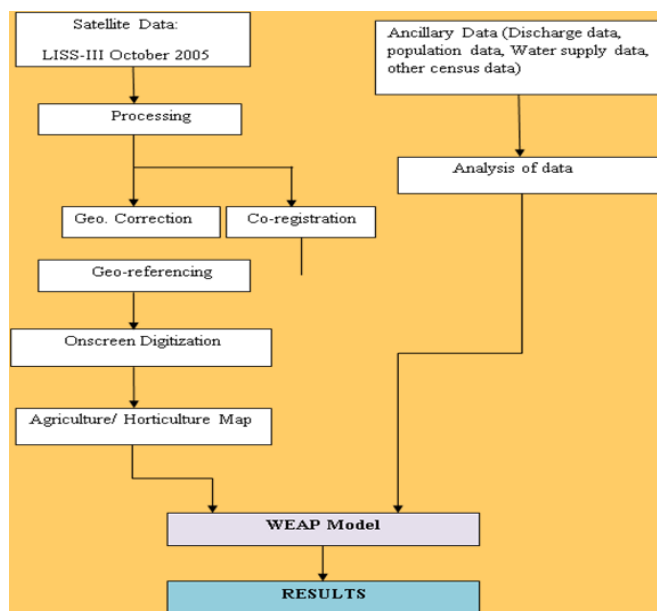 Satellite Data:
LISS-III October 2005
Ancillary Data (Discharge data,
population data, Water supply data,
other census data)
Processing
Analysis of data
Geo. Correction
Co-registration
Geo-referencing
Onscreen Digitization
Agriculture/ Horticulture Map
WEAP Model
RESULTS